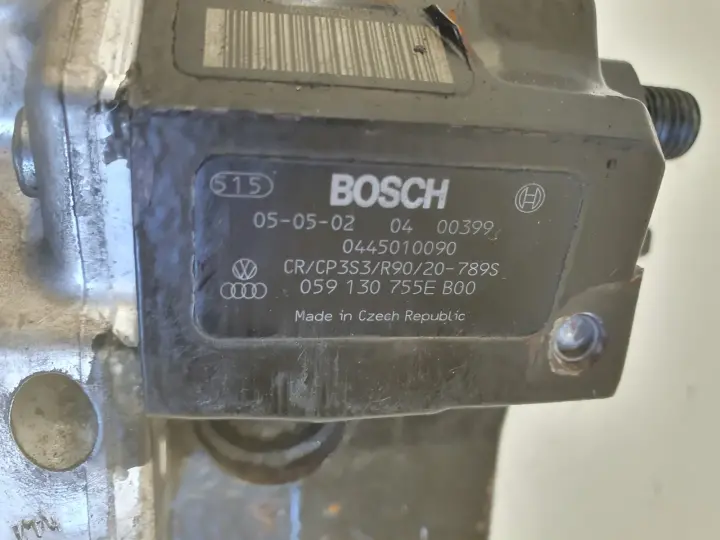 515 BOSCH
05-05-02 04 00399
0445010090
CR/CP3S3/R90/20-789S
059 130 755E B00
Made in Czech Republic